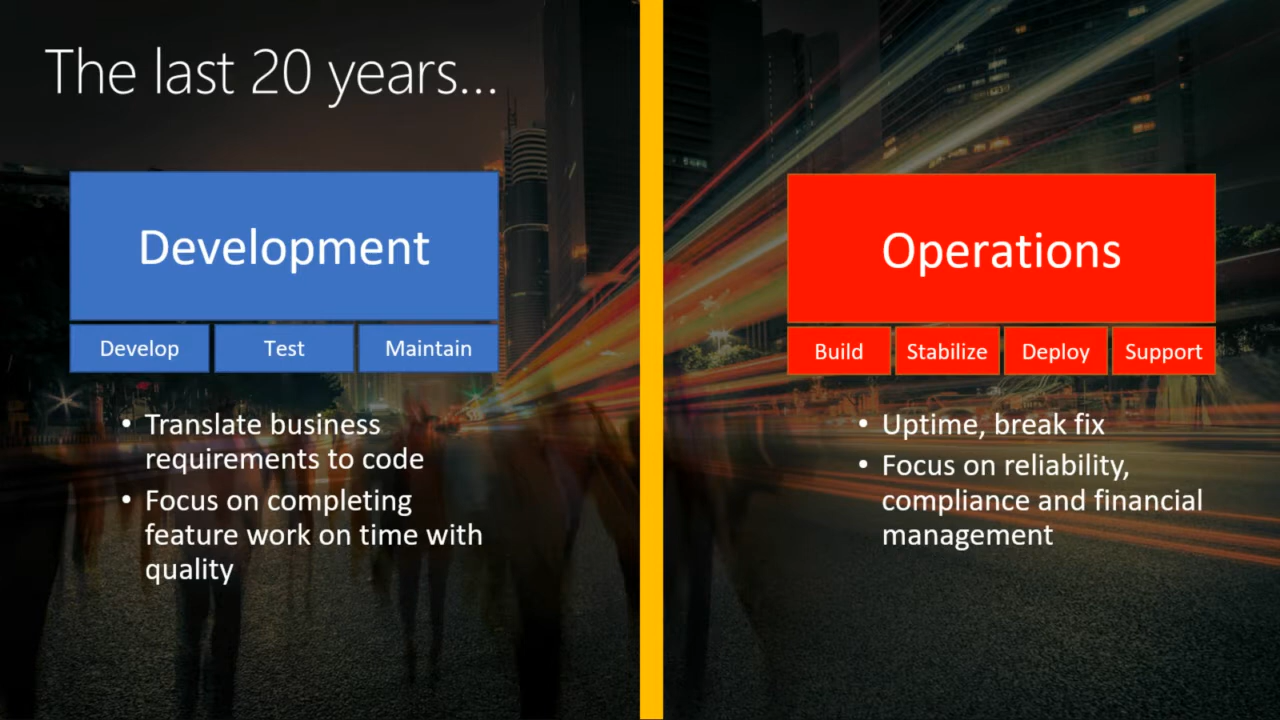 The last 20 years...
Development
Develop
Test
Maintain
• Translate business
requirements to code
• Focus on completing
feature work on time with
quality
Operations
Build
Stabilize
Deploy
Support
• Uptime, break fix
• Focus on reliability,
compliance and financial
management